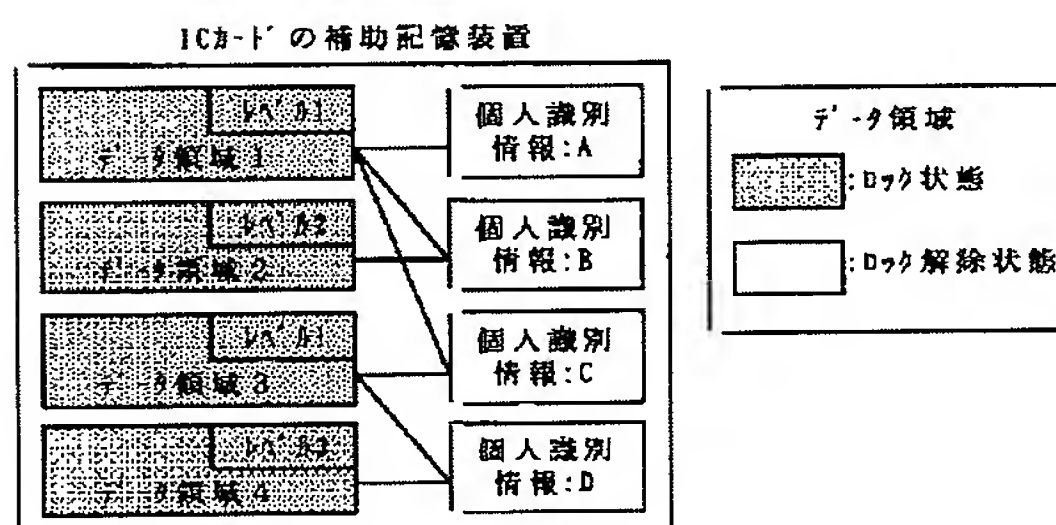 ICカードの補助記憶装置
レベル1
データ領域1
個人識別
情報:A
レベル2
データ領域2
個人識別
情報:B
レベル1
データ領域3
個人識別
情報:C
データ領域4
個人識別
情報:D
データ領域
:ロック状態
:ロック解除状態